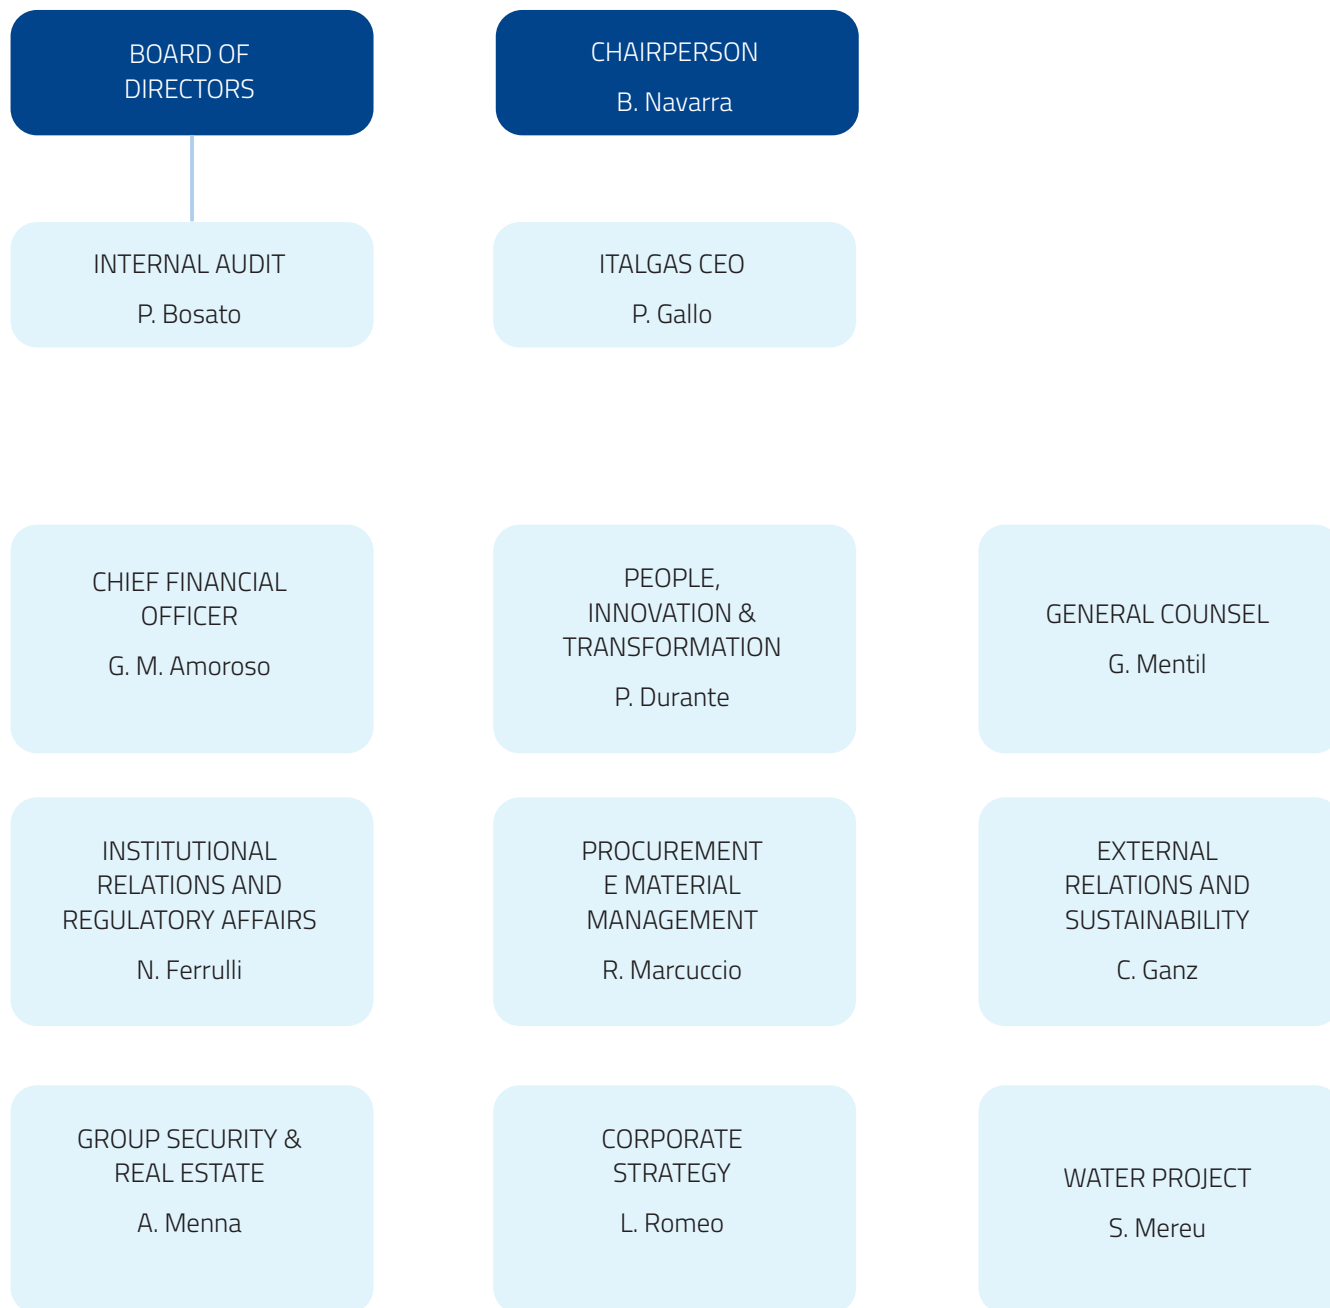 BOARD OF
DIRECTORS
CHAIRPERSON
B. Navarra
INTERNAL AUDIT
P. Bosato
ITALGAS CEO
P. Gallo
CHIEF FINANCIAL
OFFICER
G. M. Amoroso
PEOPLE,
INNOVATION &
TRANSFORMATION
P. Durante
GENERAL COUNSEL
G. Mentil
INSTITUTIONAL
RELATIONS AND
REGULATORY AFFAIRS
N. Ferrulli
PROCUREMENT
E MATERIAL
MANAGEMENT
R. Marcuccio
EXTERNAL
RELATIONS AND
SUSTAINABILITY
C. Ganz
GROUP SECURITY &
REAL ESTATE
A. Menna
CORPORATE
STRATEGY
L. Romeo
WATER PROJECT
S. Mereu